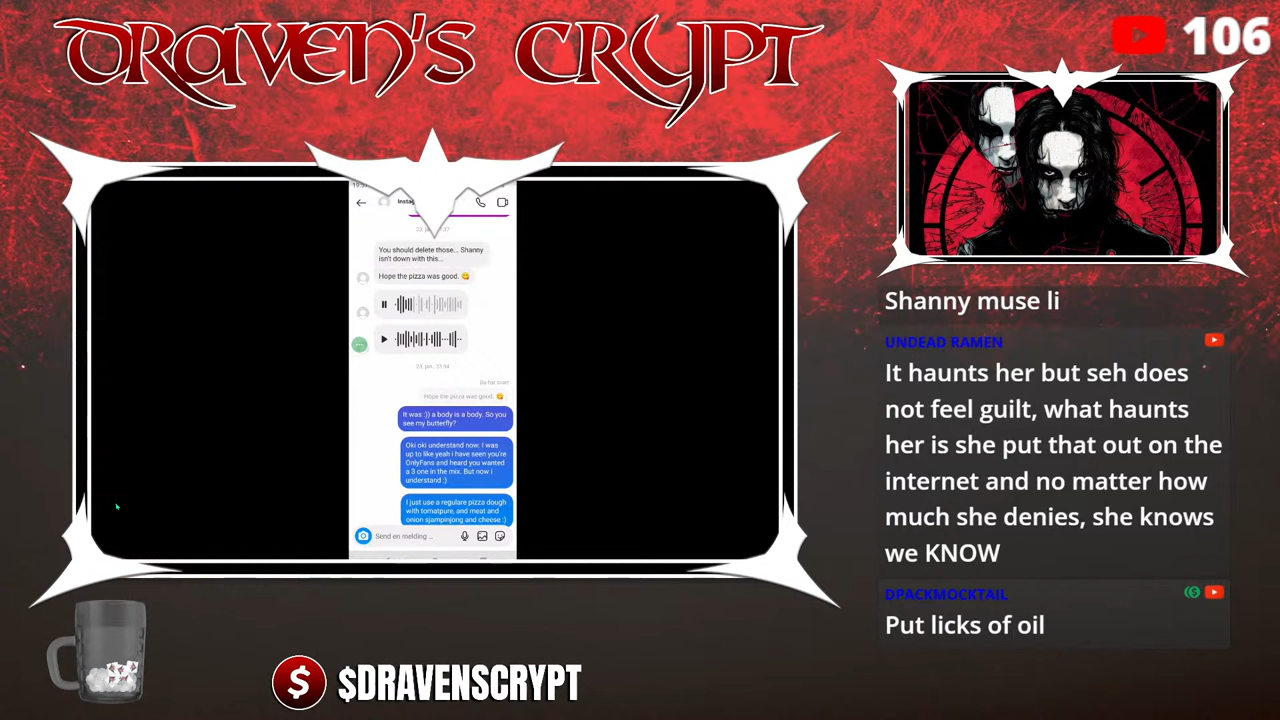 DRAVEN'S CRYPT
106
You should delete those... Shanny
isn't down with this...
Hope the pizza was good. 😋
Hope the pizza was good. 😋
It was :)) a body is a body. So you
see my butterfly?
Oki oki understand now. I was
up to like yeah i have seen you're
OnlyFans and heard you wanted
a 3 one in the mix. But now i
understand :)
I just use a regulare pizza dough
with tomatpure, and meat and
onion sjampinjong and cheese :)
Send en melding ...
Shanny muse li
UNDEAD RAMEN
It haunts her but seh does
not feel guilt, what haunts
her is she put that out on the
internet and no matter how
much she denies, she knows
we KNOW
DPACKMOCKTAIL
Put licks of oil
$DRAVENSCRYPT